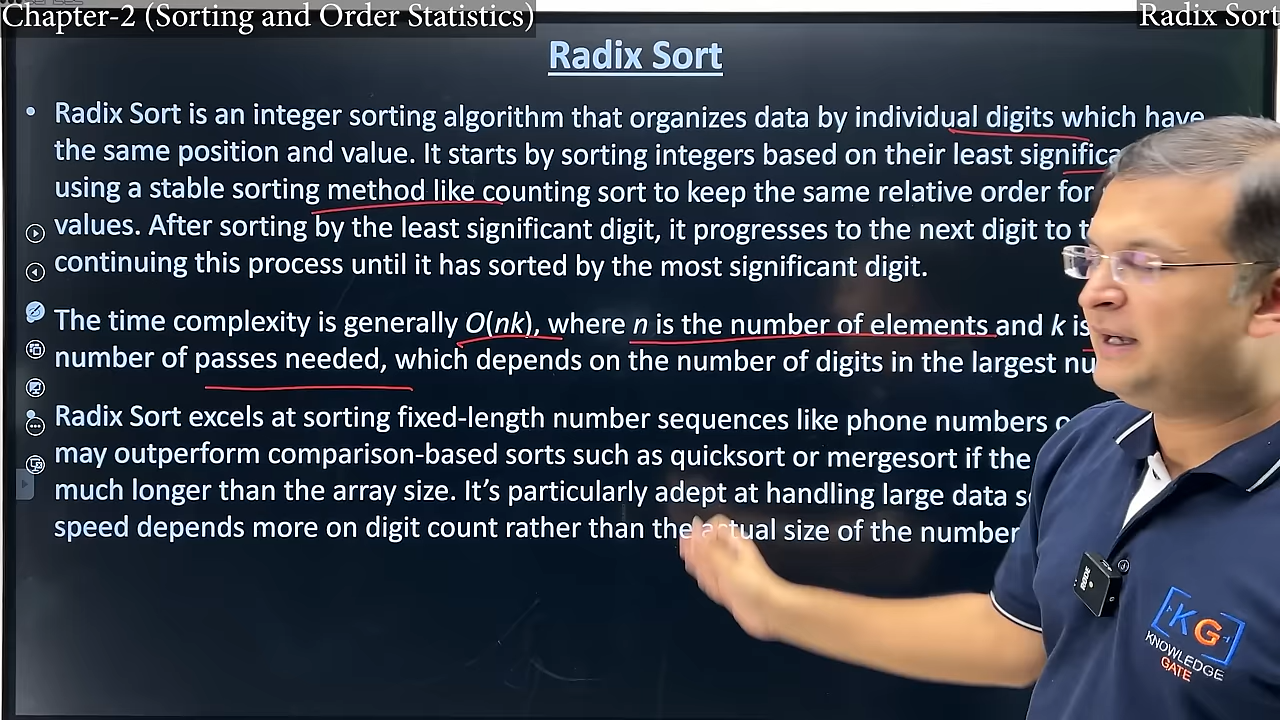 Chapter-2 (Sorting and Order Statistics)
Radix Sort
Radix Sort
• Radix Sort is an integer sorting algorithm that organizes data by individual digits which have
the same position and value. It starts by sorting integers based on their least
using a stable sorting method like counting sort to keep the same relative order for
values. After sorting by the least significant digit, it progresses to the next digit to
continuing this process until it has sorted by the most significant digit.
The time complexity is generally O(nk), where n is the number of elements and k is
number of passes needed, which depends on the number of digits in the largest
Radix Sort excels at sorting fixed-length number sequences like phone numbers
may outperform comparison-based sorts such as quicksort or mergesort if the
much longer than the array size. It's particularly adept at handling large data
speed depends more on digit count rather than the actual size of the number
KG
KNOWLEDGE
GATE